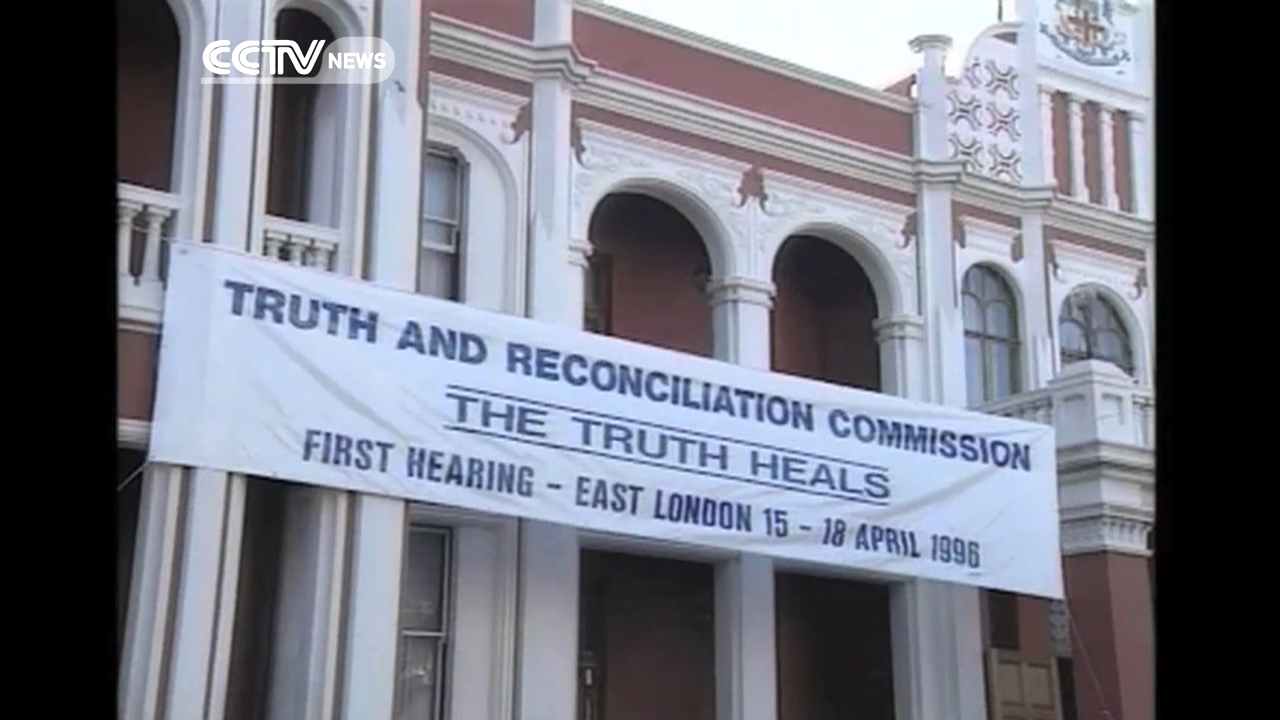 CCTV NEWS
TRUTH AND RECONCILIATION COMMISSION
THE TRUTH HEALS
FIRST HEARING - EAST LONDON 15 - 18 APRIL 1996